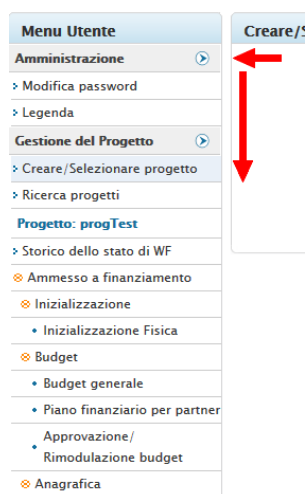 Menu Utente
Creare/S
Amministrazione
Modifica password
Legenda
Gestione del Progetto
Creare/Selezionare progetto
Ricerca progetti
Progetto: progTest
Storico dello stato di WF
Ammesso a finanziamento
Inizializzazione
Inizializzazione Fisica
Budget
Budget generale
Piano finanziario per partner
Approvazione/
Rimodulazione budget
Anagrafica